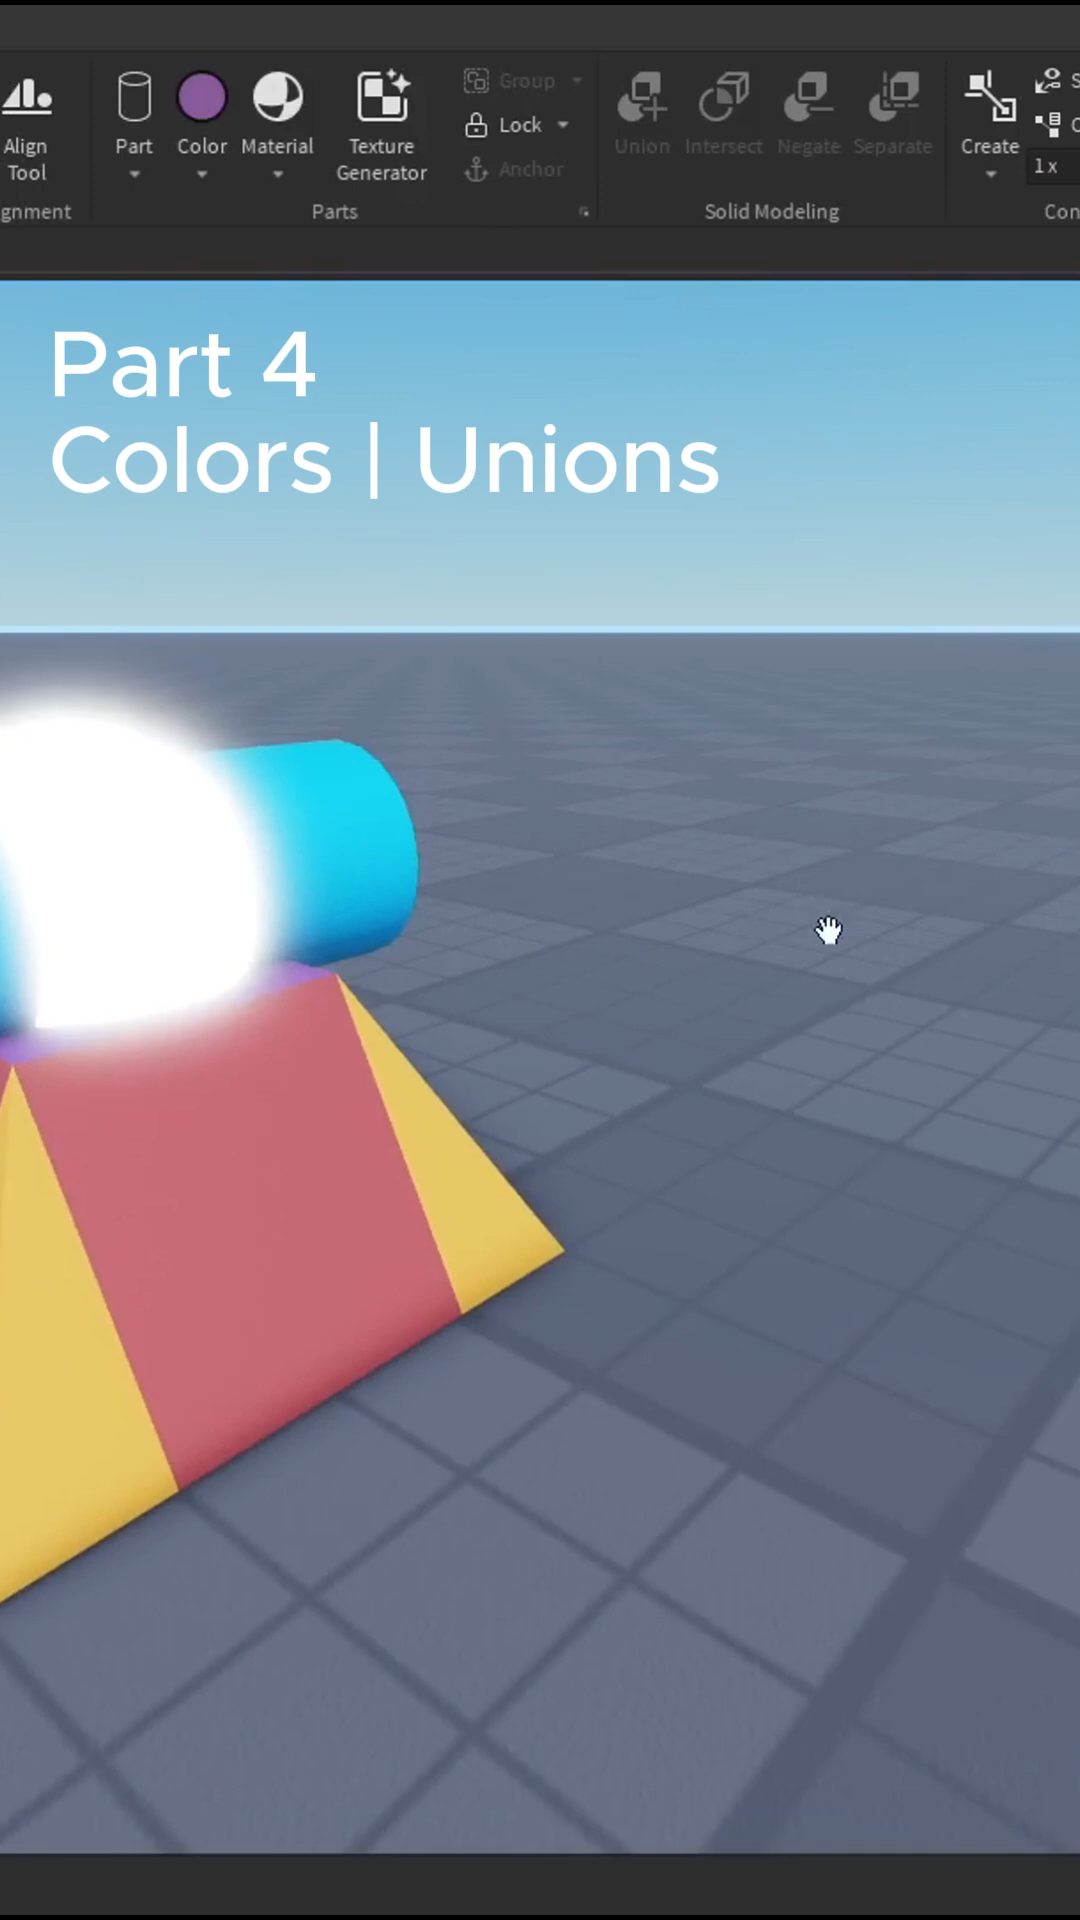 Align
Tool
Part
Color
Material
Texture
Generator
Group
Lock
Anchor
Union
Intersect
Negate
Separate
Create
1x
gnment
Parts
Solid Modeling
Con
Part 4
Colors | Unions